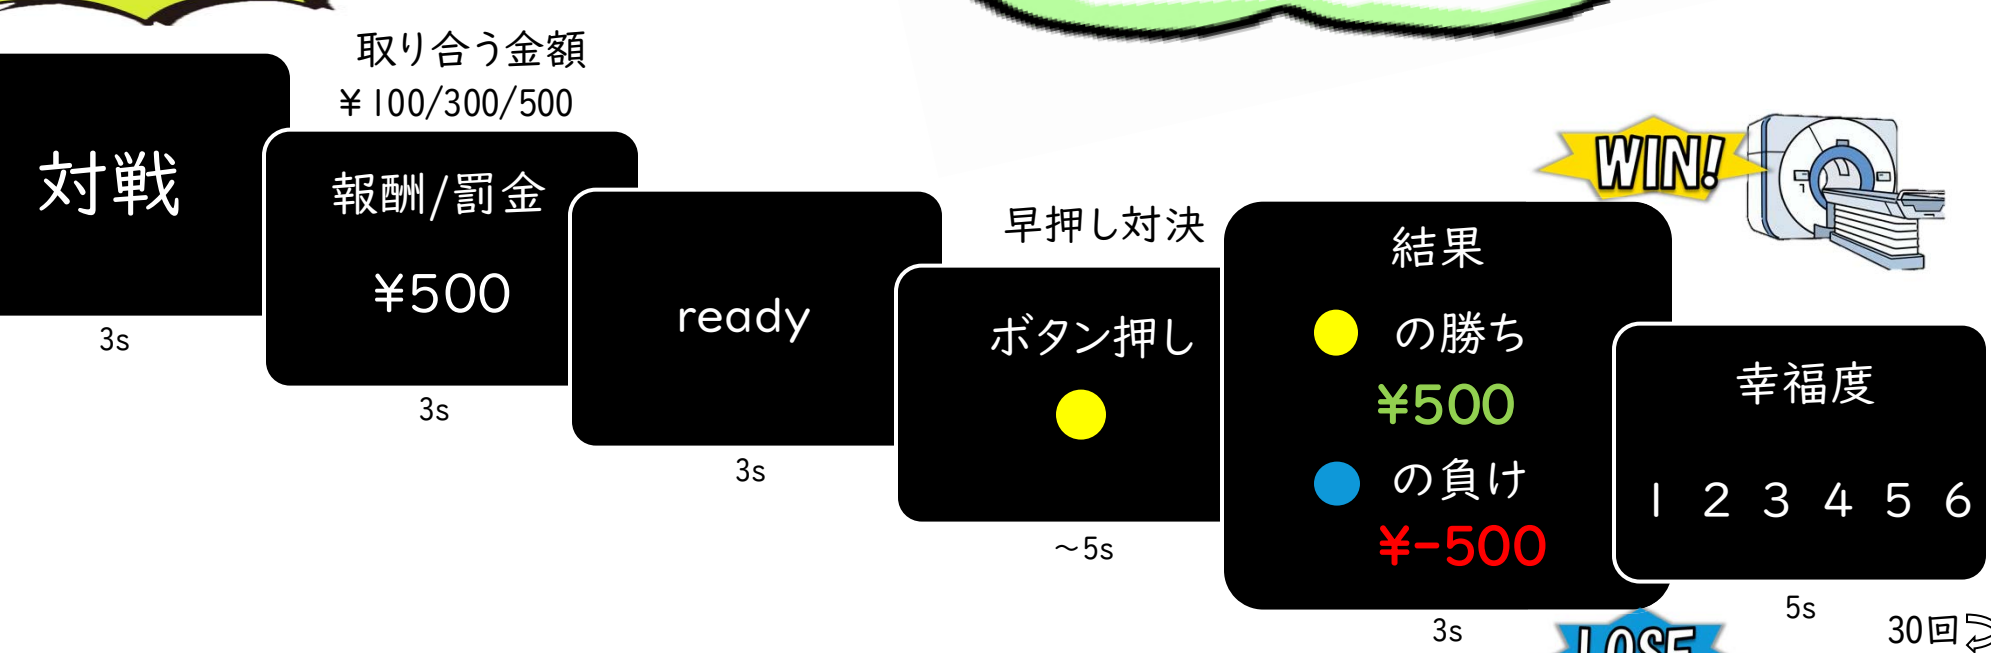 対戦
3s
取り合う金額
¥100/300/500
報酬/罰金
¥500
3s
ready
3s
早押し対決
ボタン押し
~5s
WIN!
結果
の勝ち
¥500
の負け
¥-500
3s
LOSE
幸福度
1 2 3 4 5 6
5s
30回